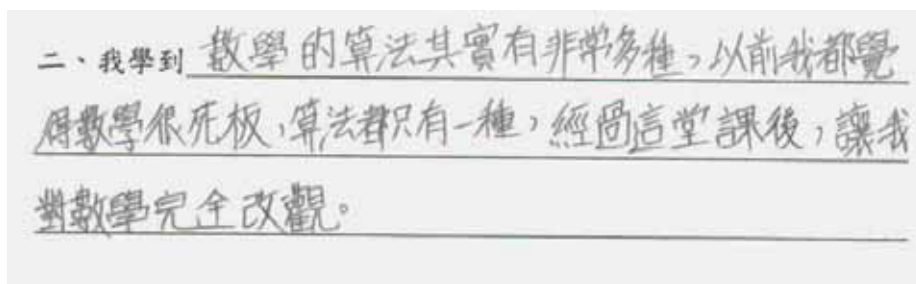 二、我學到 數學的算法其實有非常多種，以前我都覺
得數學很死板，算法都只有一種，經過這堂課後，讓我
對數學完全改觀。